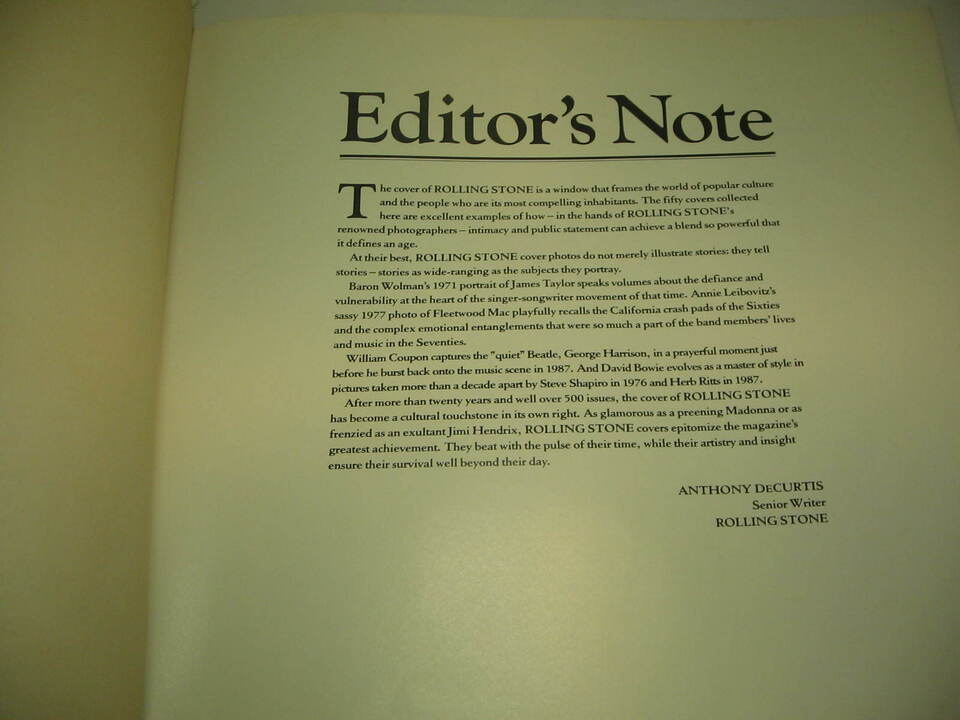 Editor's Note
The cover of ROLLING STONE is a window that frames the world of popular culture
and the people who are its most compelling inhabitants. The fifty covers collected
here are excellent examples of how – in the hands of ROLLING STONE's
renowned photographers – intimacy and public statement can achieve a blend so powerful that
it defines an age.
At their best, ROLLING STONE cover photos do not merely illustrate stories: they tell
stories – stories as wide-ranging as the subjects they portray.
Baron Wolman's 1971 portrait of James Taylor speaks volumes about the defiance and
vulnerability at the heart of the singer-songwriter movement of that time. Annie Leibovitz's
sassy 1977 photo of Fleetwood Mac playfully recalls the California crash pads of the Sixties
and the complex emotional entanglements that were so much a part of the band members' lives
and music in the Seventies.
William Coupon captures the "quiet" Beatle, George Harrison, in a prayerful moment just
before he burst back onto the music scene in 1987. And David Bowie evolves as a master of style in
pictures taken more than a decade apart by Steve Shapiro in 1976 and Herb Ritts in 1987.
After more than twenty years and well over 500 issues, the cover of ROLLING STONE
has become a cultural touchstone in its own right. As glamorous as a preening Madonna or as
frenzied as an exultant Jimi Hendrix, ROLLING STONE covers epitomize the magazine's
greatest achievement. They beat with the pulse of their time, while their artistry and insight
ensure their survival well beyond their day.
ANTHONY DECURTIS
Senior Writer
ROLLING STONE